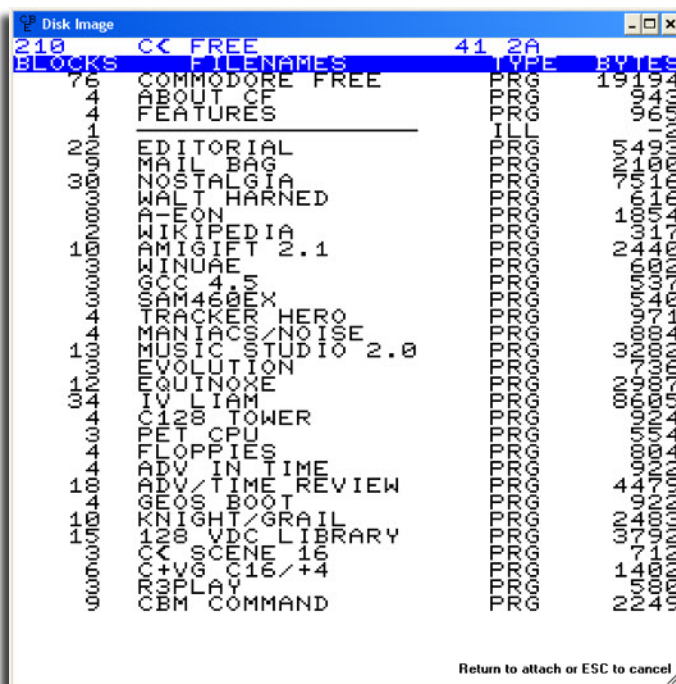 Disk Image
210 C< FREE 41 2A
BLOCKS FILENAMES TYPE BYTES
76 COMMODORE FREE PRG 19194
4 ABOUT CF PRG 943
4 FEATURES PRG 965
1 ILL -2
22 EDITORIAL PRG 5493
9 MAIL BAG PRG 2100
30 NOSTALGIA PRG 7516
3 WALT HARNED PRG 616
8 A-EON PRG 1854
2 WIKIPEDIA PRG 317
10 AMIGIFT 2.1 PRG 2440
3 WINUAE PRG 602
3 GCC 4.5 PRG 537
3 SAM460EX PRG 540
4 TRACKER HERO PRG 971
4 MANIACS/NOISE PRG 884
13 MUSIC STUDIO 2.0 PRG 3282
3 EVOLUTION PRG 736
12 EQUINOXE PRG 2987
34 IV LIAM PRG 8605
4 C128 TOWER PRG 924
3 PET CPU PRG 554
4 FLOPPIES PRG 804
4 ADV IN TIME PRG 922
18 ADV/TIME REVIEW PRG 4479
4 GEOS BOOT PRG 922
10 KNIGHT/GRAIL PRG 2483
15 128 VDC LIBRARY PRG 3792
3 C< SCENE 16 PRG 712
6 C+VG C16/+4 PRG 1402
3 R3PLAY PRG 580
9 CBM COMMAND PRG 2249
Return to attach or ESC to cancel